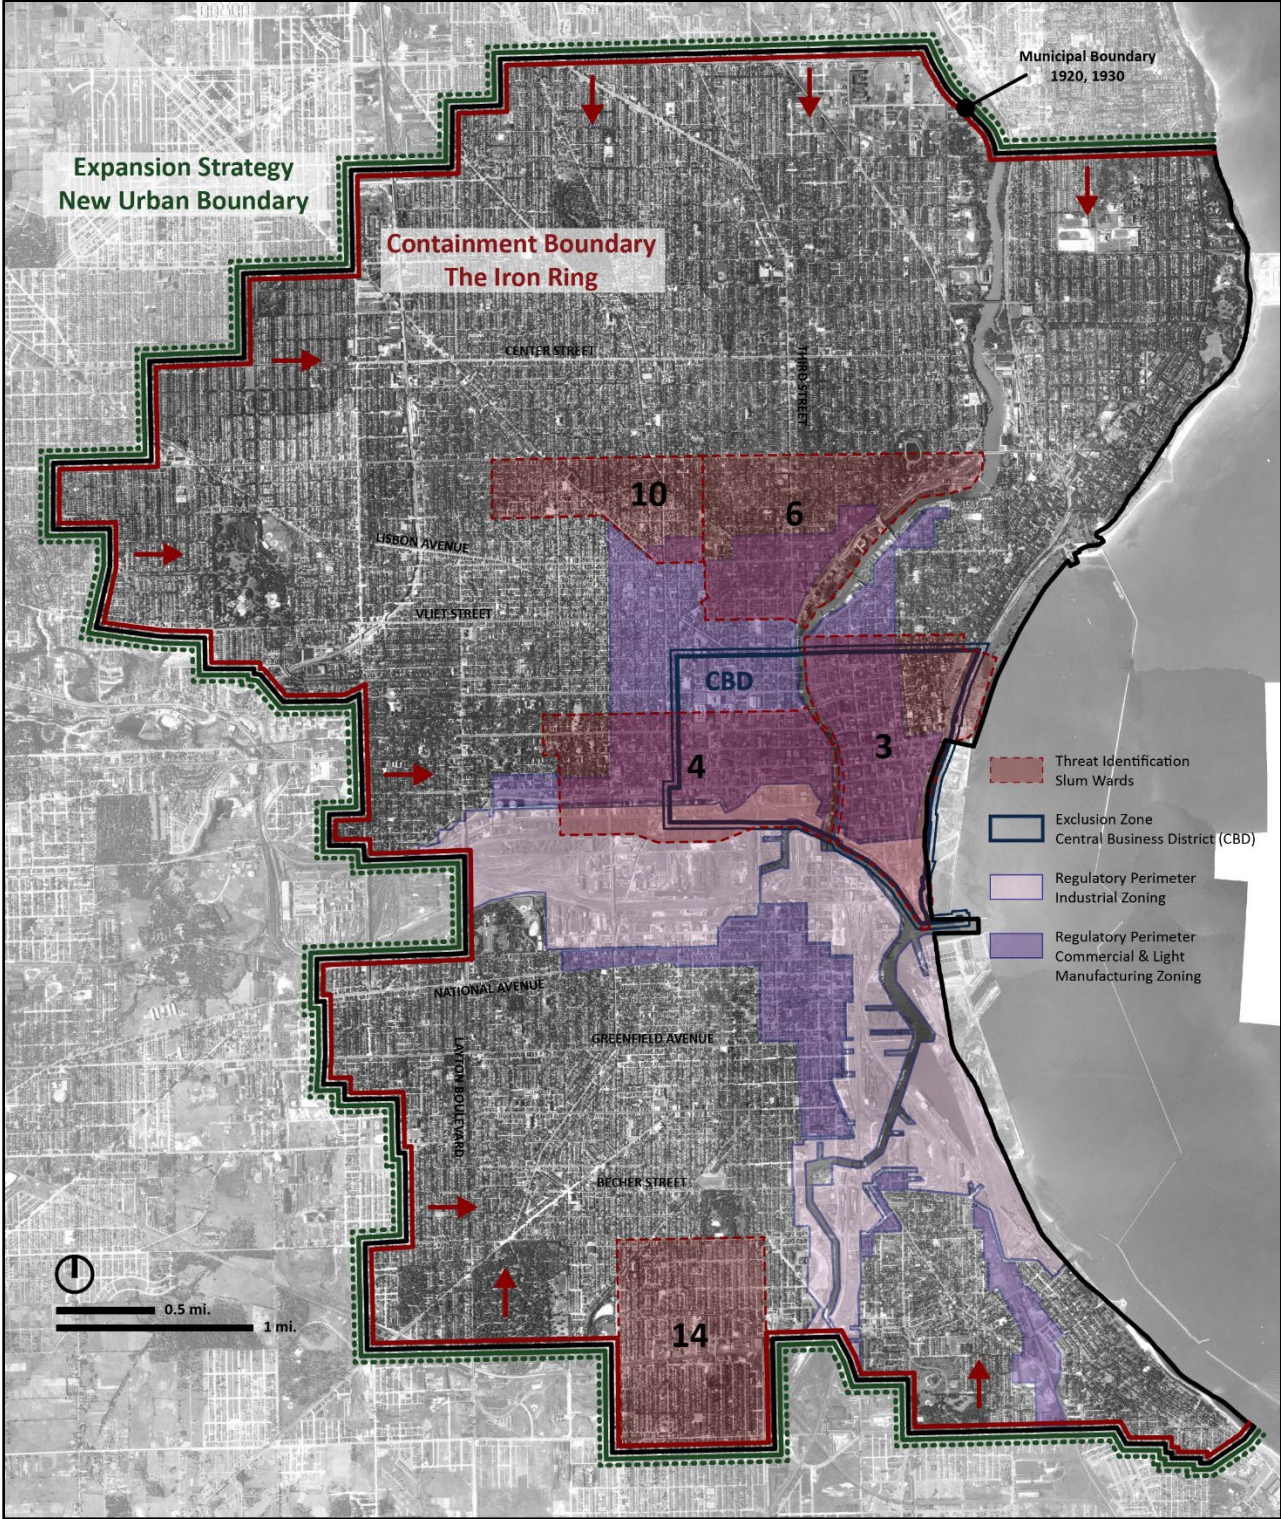 Municipal Boundary
1920, 1930
Expansion Strategy
New Urban Boundary
Containment Boundary
The Iron Ring
CENTER STREET
THIRD STREET
10
6
LISBON AVENUE
VLIET STREET
CBD
3
4
Threat Identification
Slum Wards
Exclusion Zone
Central Business District (CBD)
Regulatory Perimeter
Industrial Zoning
Regulatory Perimeter
Commercial & Light
Manufacturing Zoning
NATIONAL AVENUE
GREENFIELD AVENUE
LAYTON BOULEVARD
BECHER STREET
0.5 mi.
1 mi.
14